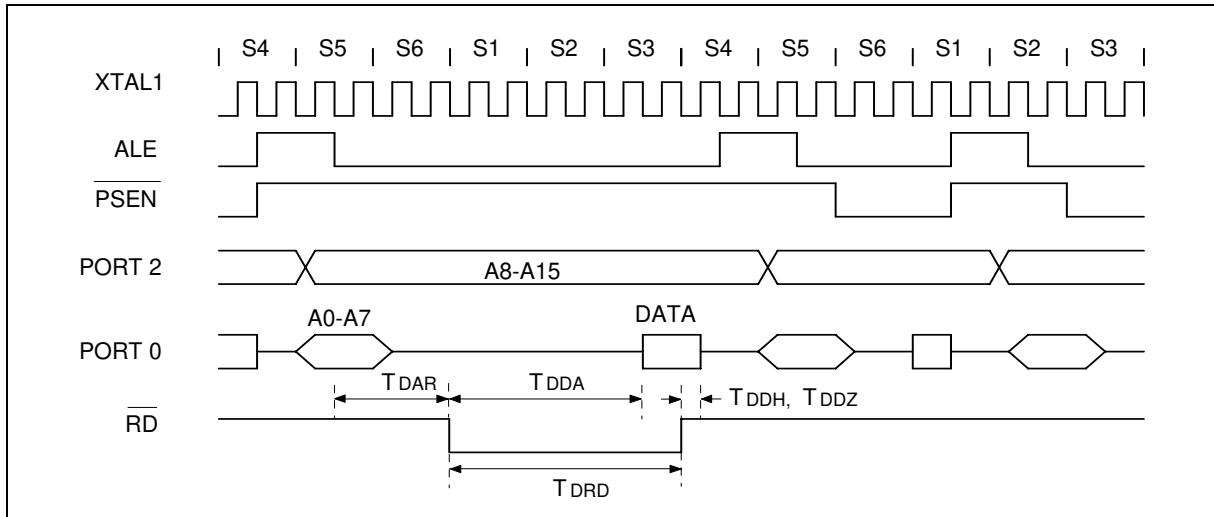 S4 S5 S6 S1 S2 S3 S4 S5 S6 S1 S2 S3
XTAL1
ALE
PSEN
PORT 2
A8-A15
A0-A7
DATA
PORT 0
TDAR
TDDA
TDDH, TDDZ
RD
TDRD